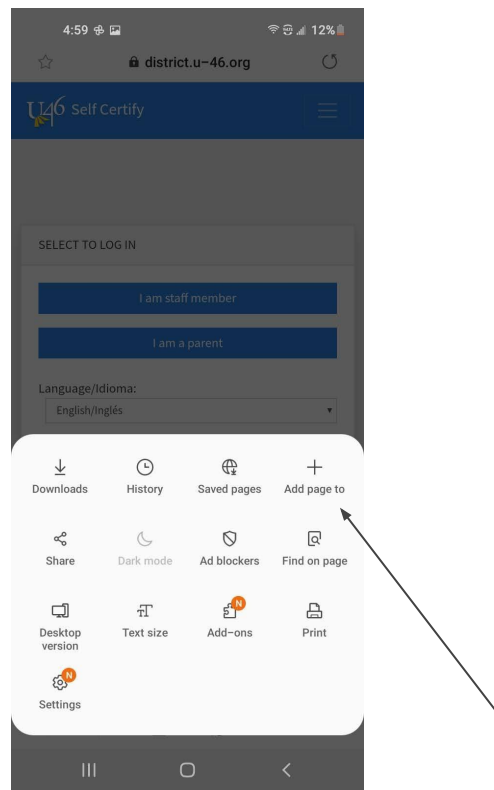 4:59 12%
district.u-46.org
U46 Self Certify
SELECT TO LOG IN
I am staff member
I am a parent
Language/Idioma:
English/Inglés
Downloads History Saved pages Add page to
Share Dark mode Ad blockers Find on page
N
Desktop version Text size Add-ons Print
N
Settings